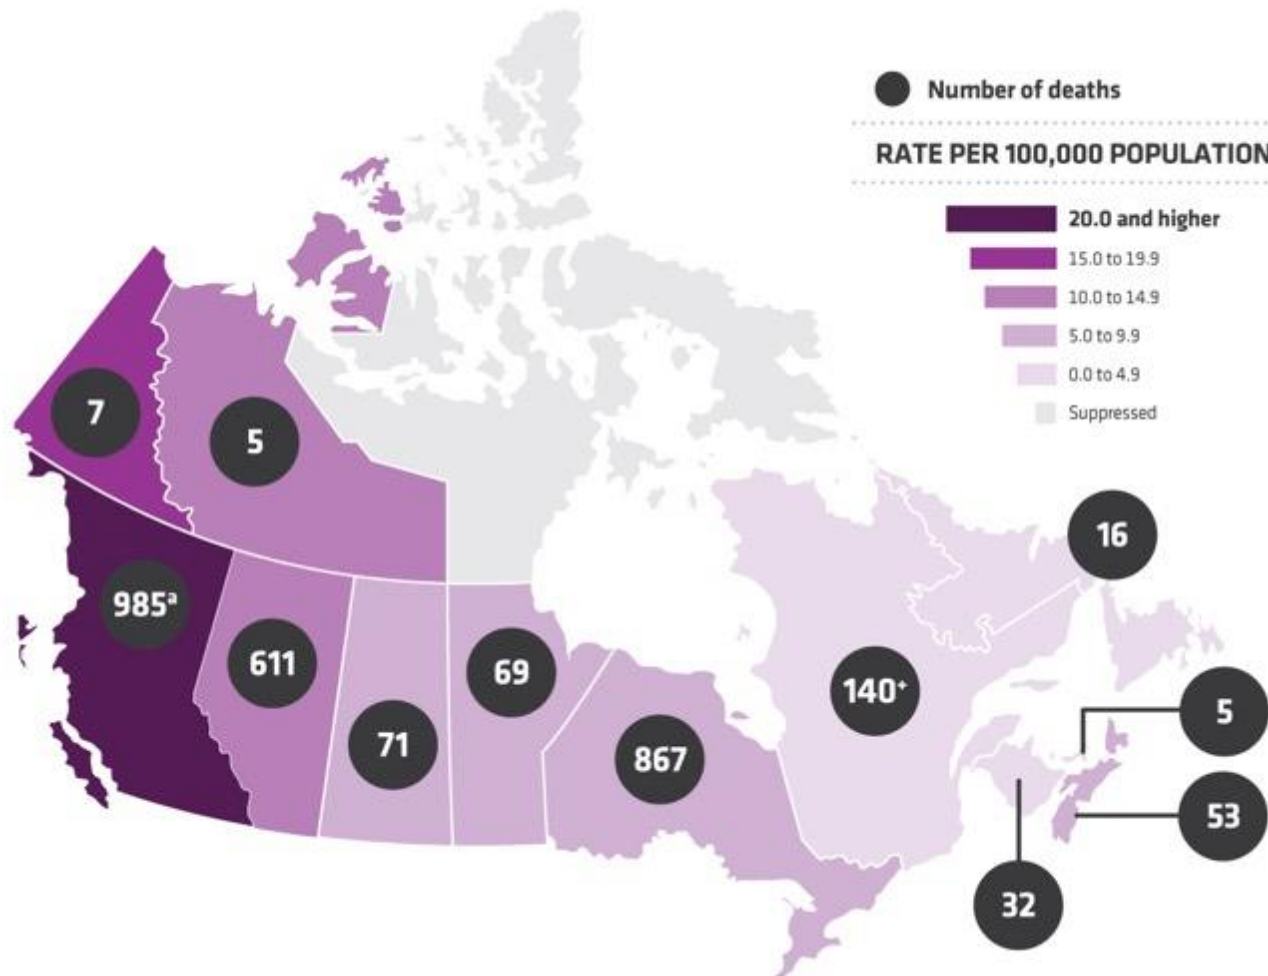 Number of deaths
RATE PER 100,000 POPULATION
20.0 and higher
15.0 to 19.9
10.0 to 14.9
5.0 to 9.9
0.0 to 4.9
Suppressed
7
5
16
985ª
611
69
140⁺
5
71
867
53
32